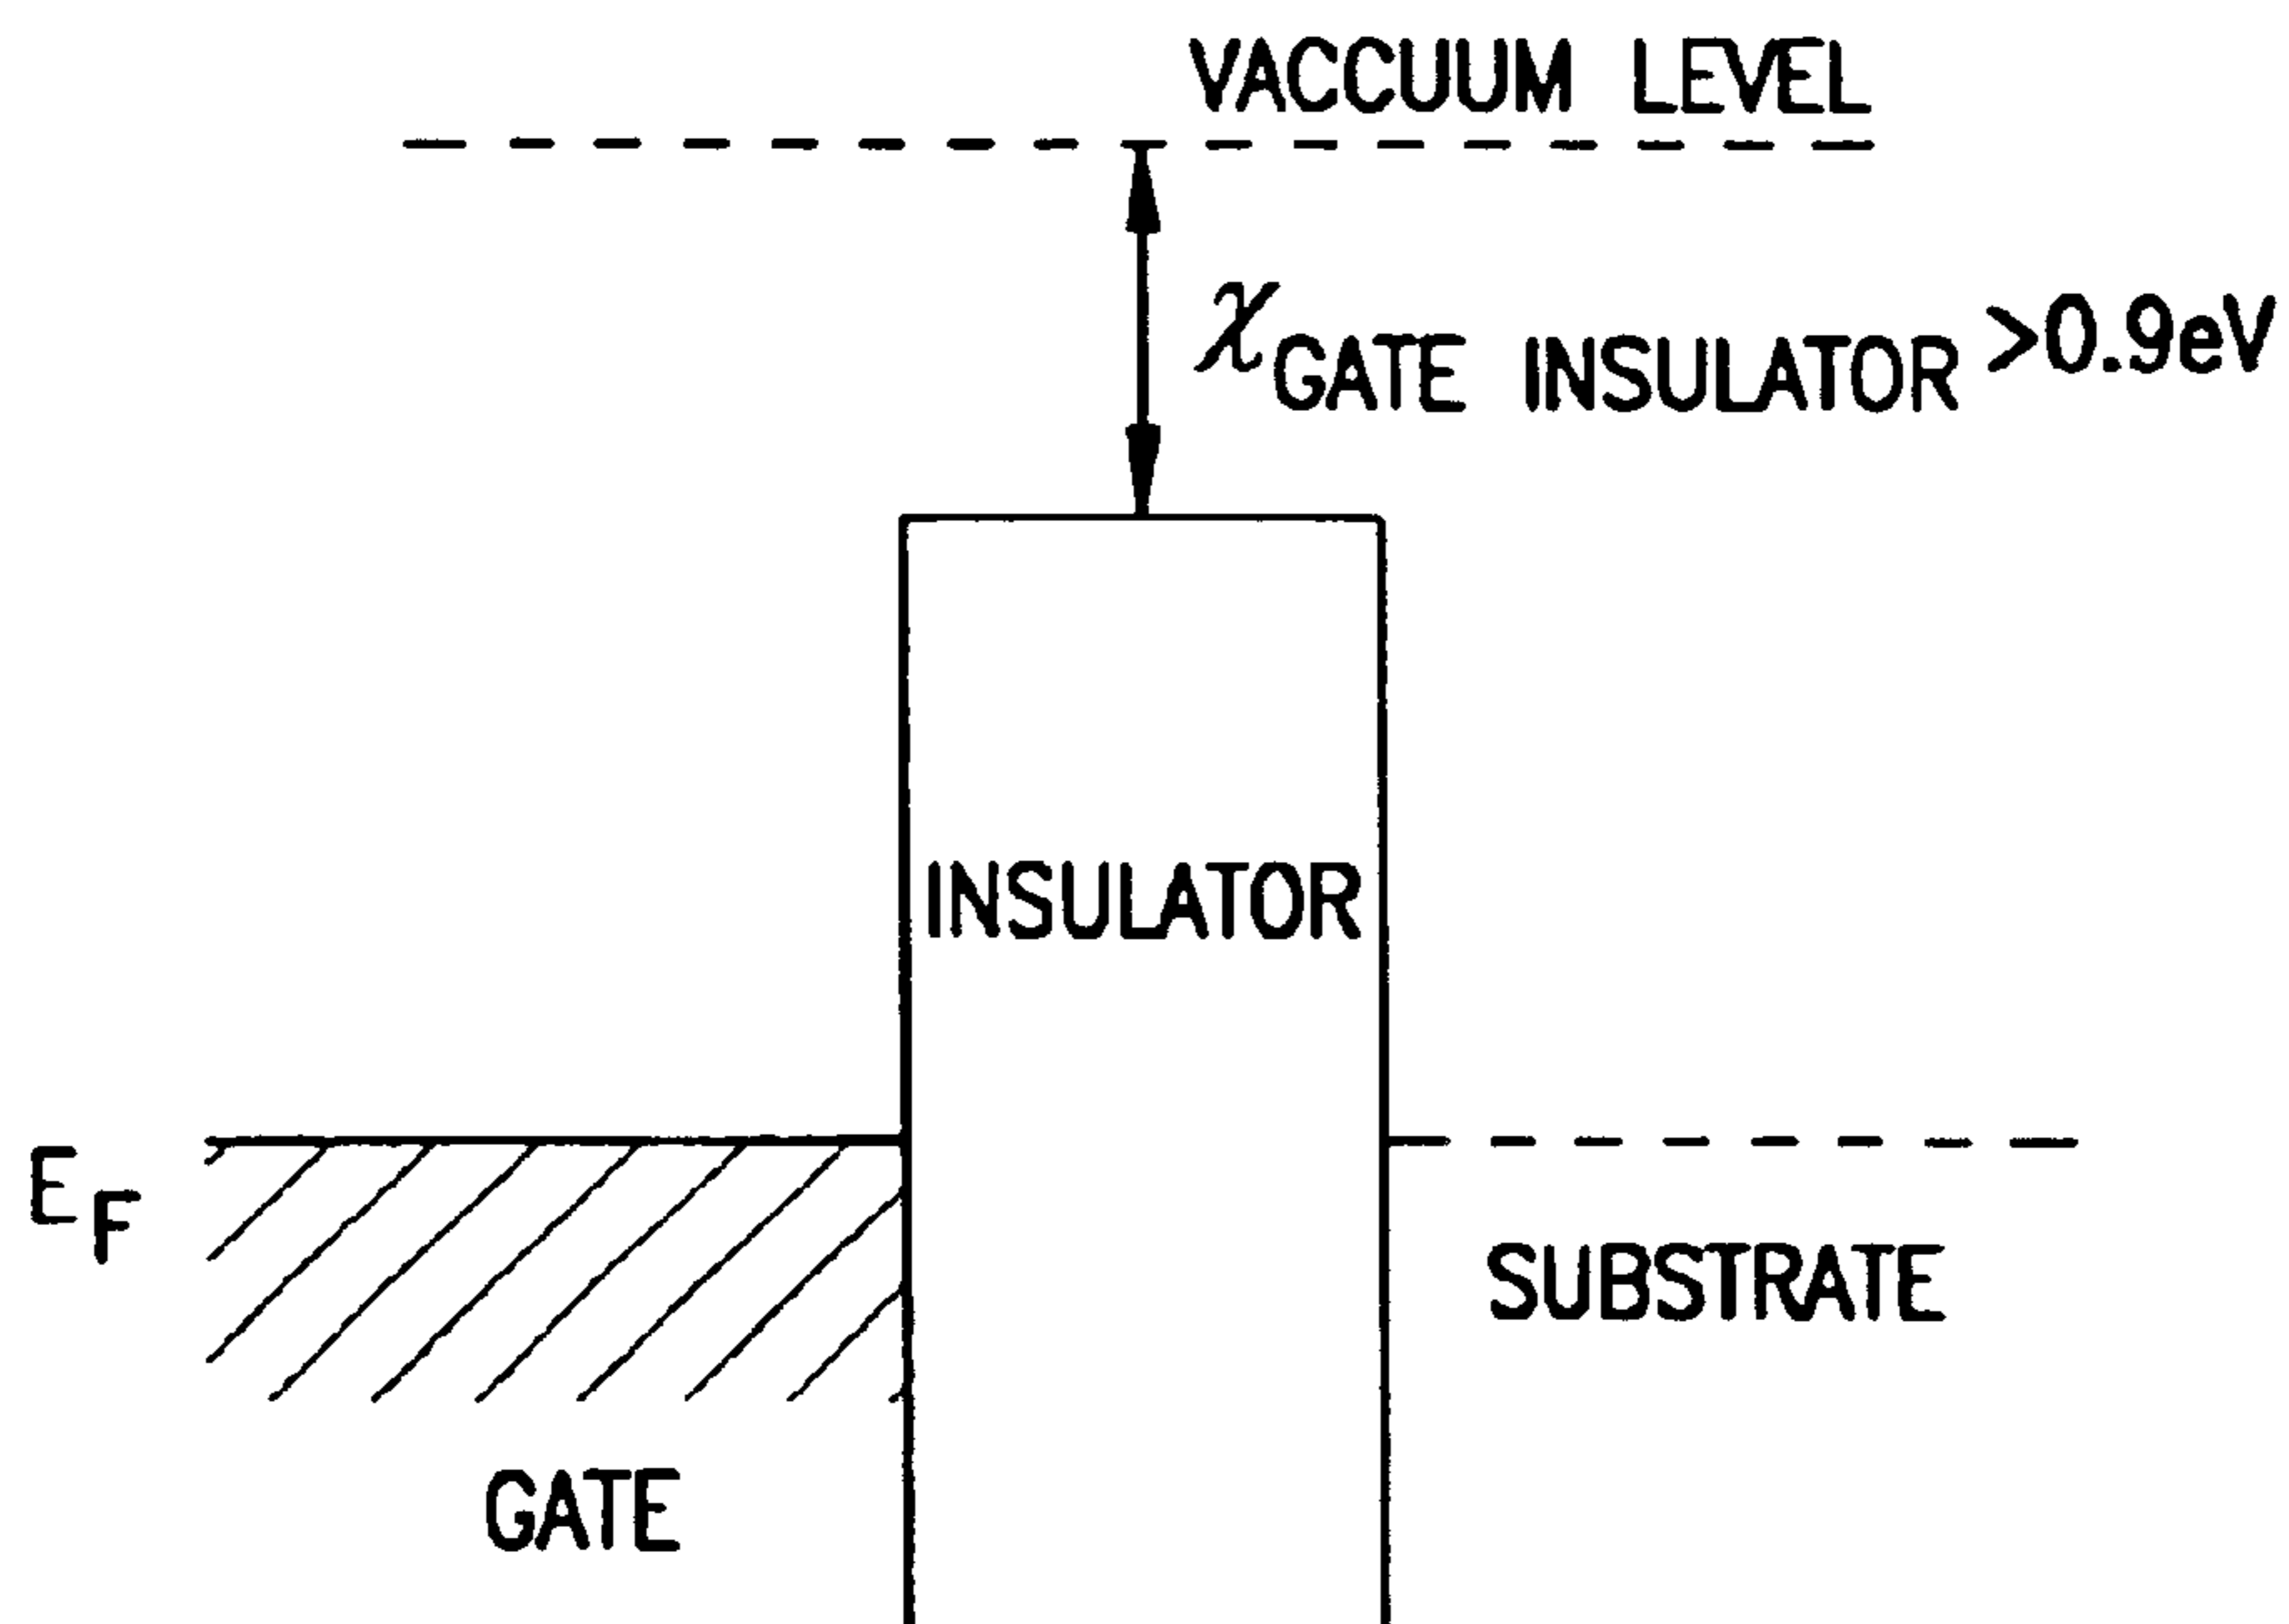 VACCUUM LEVEL
χGATE INSULATOR >0.9eV
INSULATOR
EF
SUBSTRATE
GATE